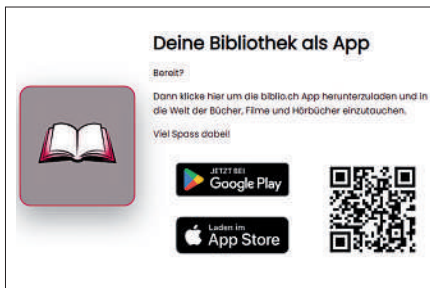 Deine Bibliothek als App
Bereit?
Dann klicke hier um die biblio.ch App herunterzuladen und in
die Welt der Bücher, Filme und Hörbücher einzutauchen.
Viel Spass dabei!
JETZT BEI
Google Play
Laden im
App Store